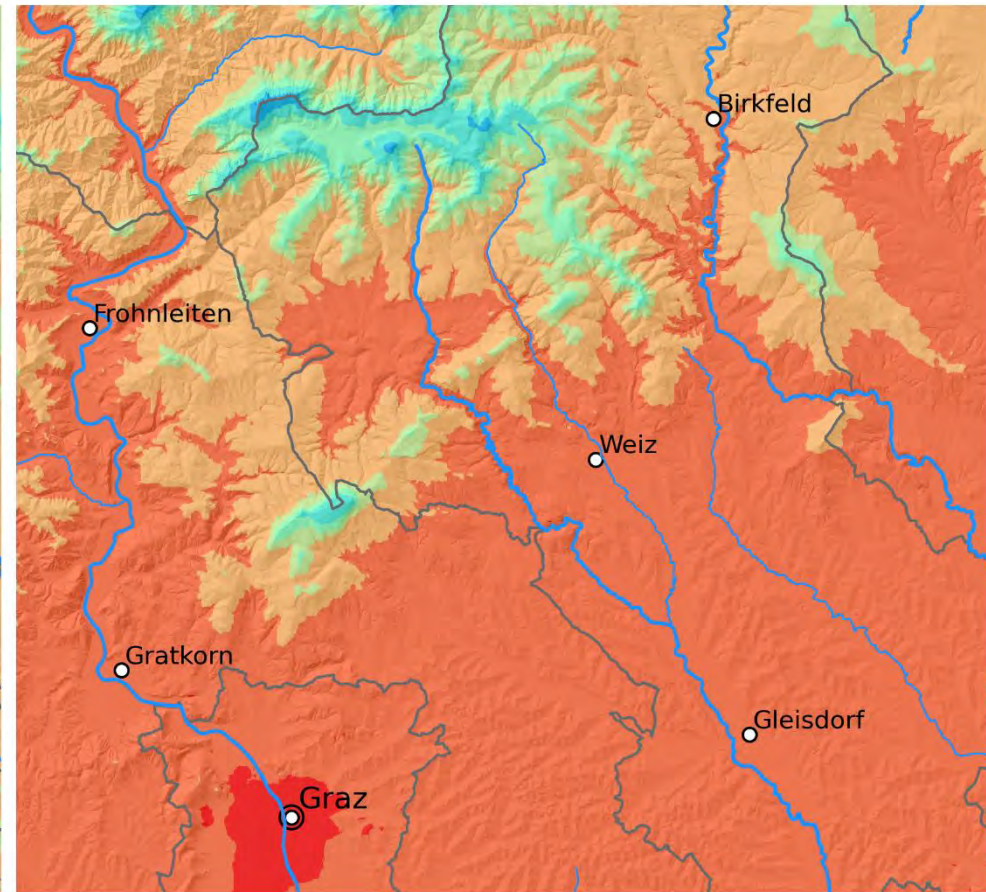 Birkfeld
Frohnleiten
Weiz
Gratkorn
Gleisdorf
Graz